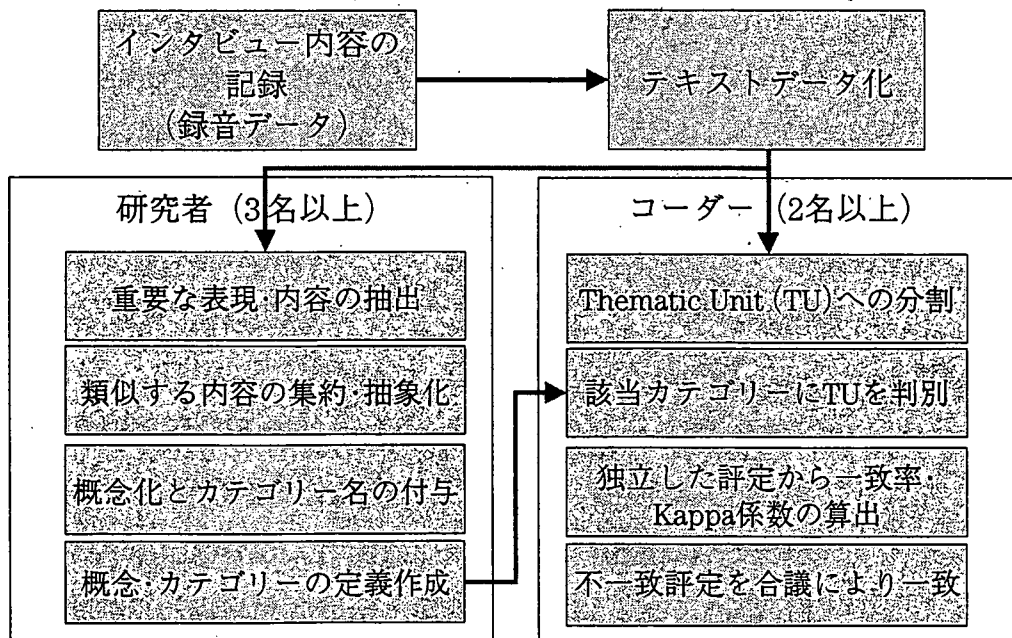 インタビュー内容の
記録
(録音データ)
テキストデータ化
研究者 (3名以上)
重要な表現・内容の抽出
類似する内容の集約・抽象化
概念化とカテゴリー名の付与
概念・カテゴリーの定義作成
コーダー (2名以上)
Thematic Unit (TU)への分割
該当カテゴリーにTUを判別
独立した評定から一致率・
Kappa係数の算出
不一致評定を合議により一致